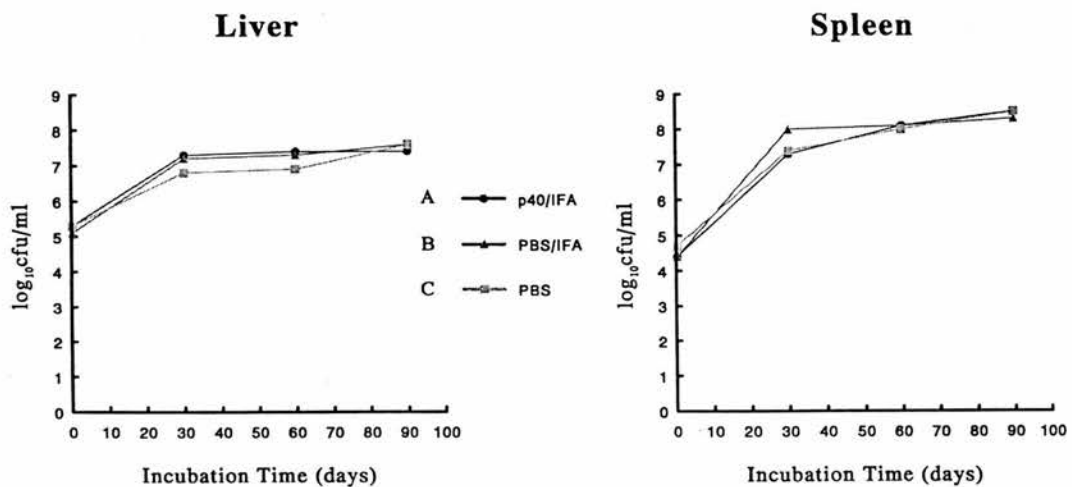 Liver
9
8
7
6
5
4
3
2
1
0
log₁₀cfu/ml
0 10 20 30 40 50 60 70 80 90 100
Incubation Time (days)
A p40/IFA
B PBS/IFA
C PBS
Spleen
9
8
7
6
5
4
3
2
1
0
log₁₀cfu/ml
0 10 20 30 40 50 60 70 80 90 100
Incubation Time (days)